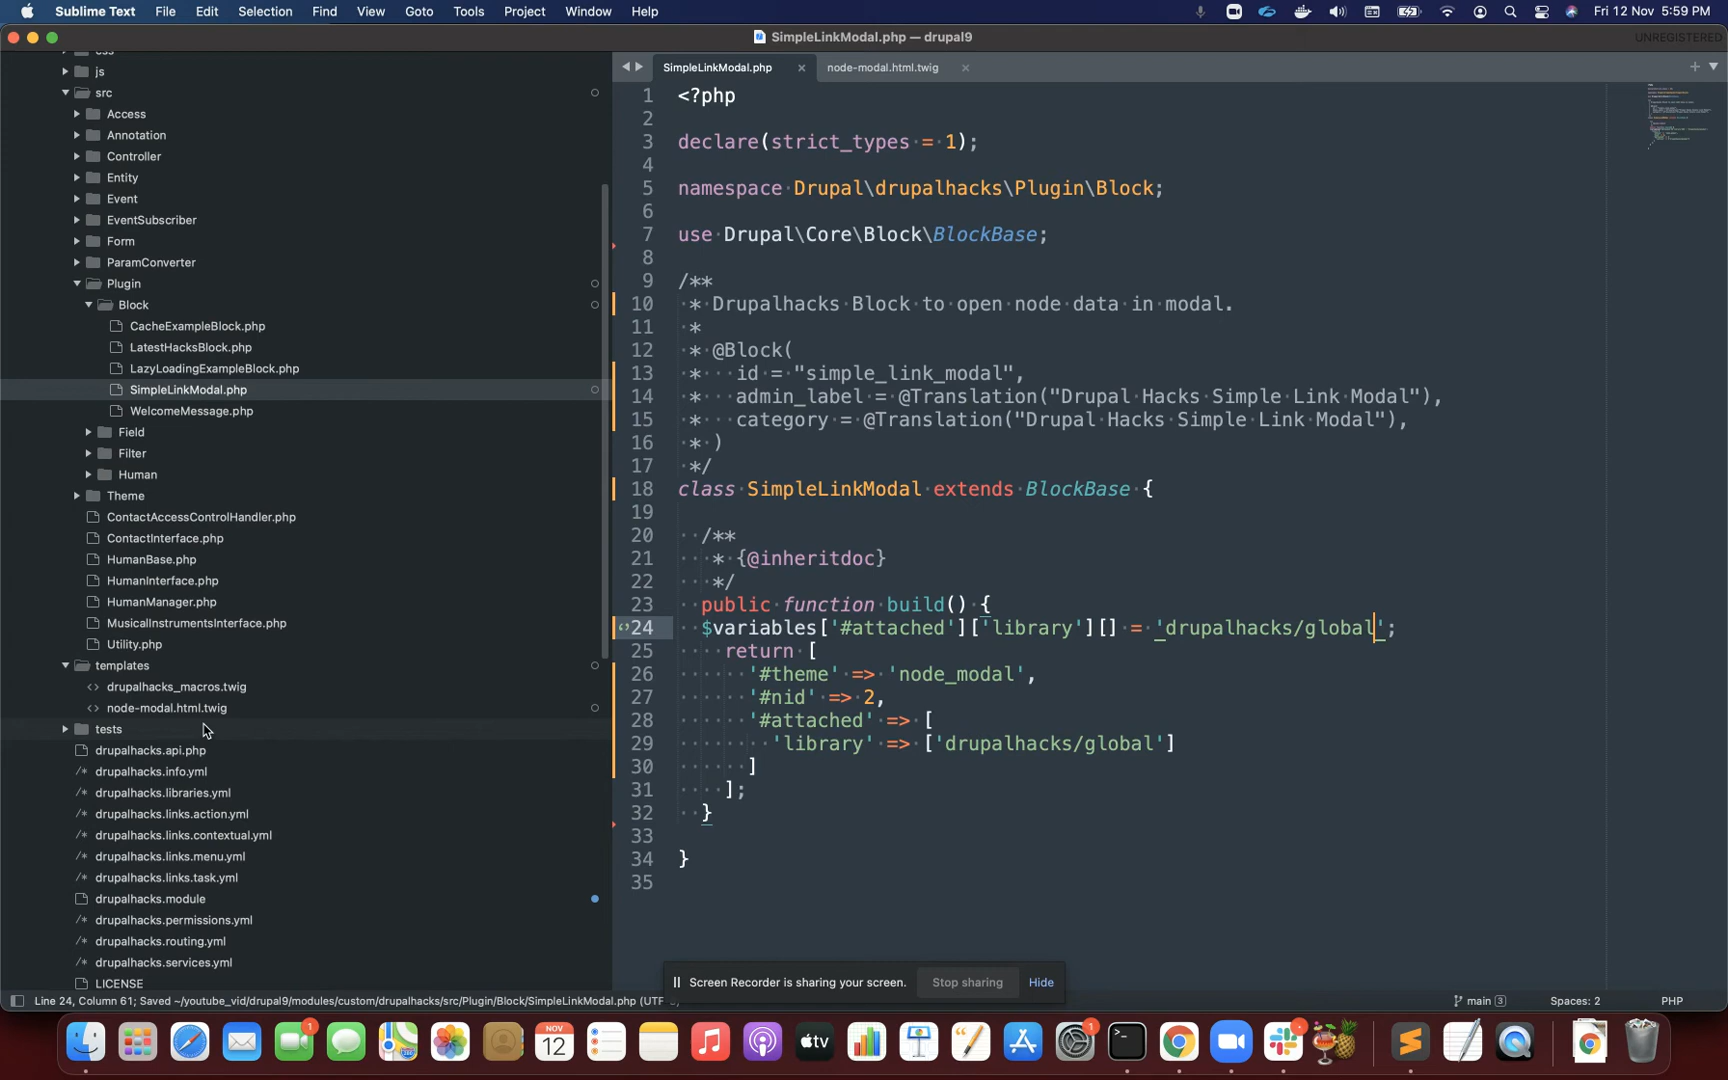 Sublime Text File Edit Selection Find View Goto Tools Project Window Help Fri 12 Nov 5:59 PM
SimpleLinkModal.php — drupal9 UNREGISTERED
css
js
src
Access
Annotation
Controller
Entity
Event
EventSubscriber
Form
ParamConverter
Plugin
Block
CacheExampleBlock.php
LatestHacksBlock.php
LazyLoadingExampleBlock.php
SimpleLinkModal.php
WelcomeMessage.php
Field
Filter
Human
Theme
ContactAccessControlHandler.php
ContactInterface.php
HumanBase.php
HumanInterface.php
HumanManager.php
MusicalInstrumentsInterface.php
Utility.php
templates
<> drupalhacks_macros.twig
<> node-modal.html.twig
tests
drupalhacks.api.php
/* drupalhacks.info.yml
/* drupalhacks.libraries.yml
/* drupalhacks.links.action.yml
/* drupalhacks.links.contextual.yml
/* drupalhacks.links.menu.yml
/* drupalhacks.links.task.yml
drupalhacks.module
/* drupalhacks.permissions.yml
/* drupalhacks.routing.yml
/* drupalhacks.services.yml
LICENSE
SimpleLinkModal.php × node-modal.html.twig ×
1 <?php
2
3 declare(strict_types = 1);
4
5 namespace Drupal\drupalhacks\Plugin\Block;
6
7 use Drupal\Core\Block\BlockBase;
8
9 /**
10 * Drupalhacks Block to open node data in modal.
11 *
12 * @Block(
13 *   id = "simple_link_modal",
14 *   admin_label = @Translation("Drupal Hacks Simple Link Modal"),
15 *   category = @Translation("Drupal Hacks Simple Link Modal"),
16 * )
17 */
18 class SimpleLinkModal extends BlockBase {
19
20 /**
21 * {@inheritdoc}
22 */
23 public function build() {
24 $variables['#attached']['library'][] = 'drupalhacks/global';
25 return [
26 '#theme' => 'node_modal',
27 '#nid' => 2,
28 '#attached' => [
29 'library' => ['drupalhacks/global']
30 ]
31 ];
32 }
33
34 }
35
Screen Recorder is sharing your screen. Stop sharing Hide
Line 24, Column 61; Saved ~/youtube_vid/drupal9/modules/custom/drupalhacks/src/Plugin/Block/SimpleLinkModal.php (UTF main 3 Spaces: 2 PHP
1 NOV 12 tv 1